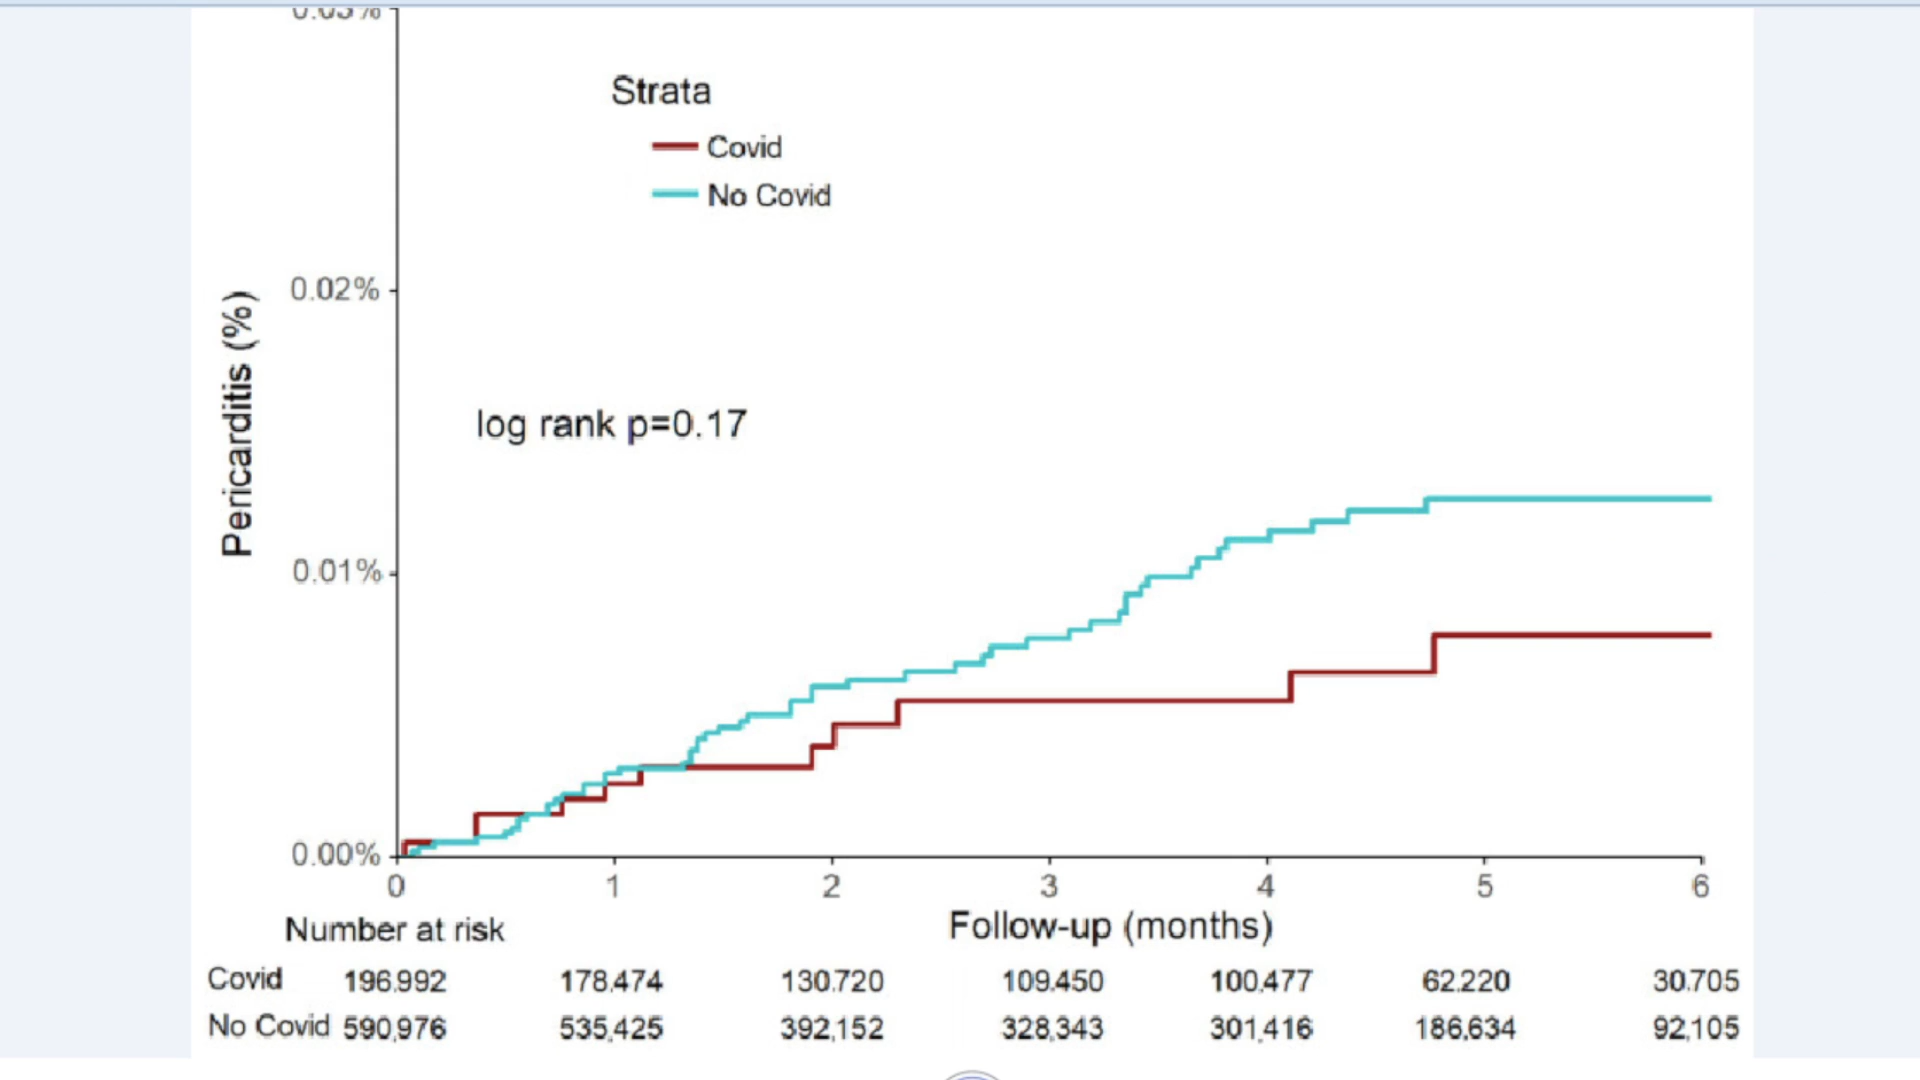 0.03%
Strata
Covid
No Covid
0.02%
Pericarditis (%)
log rank p=0.17
0.01%
0.00%
0 1 2 3 4 5 6
Number at risk Follow-up (months)
Covid 196.992 178.474 130.720 109.450 100.477 62.220 30.705
No Covid 590,976 535,425 392,152 328,343 301,416 186,634 92,105